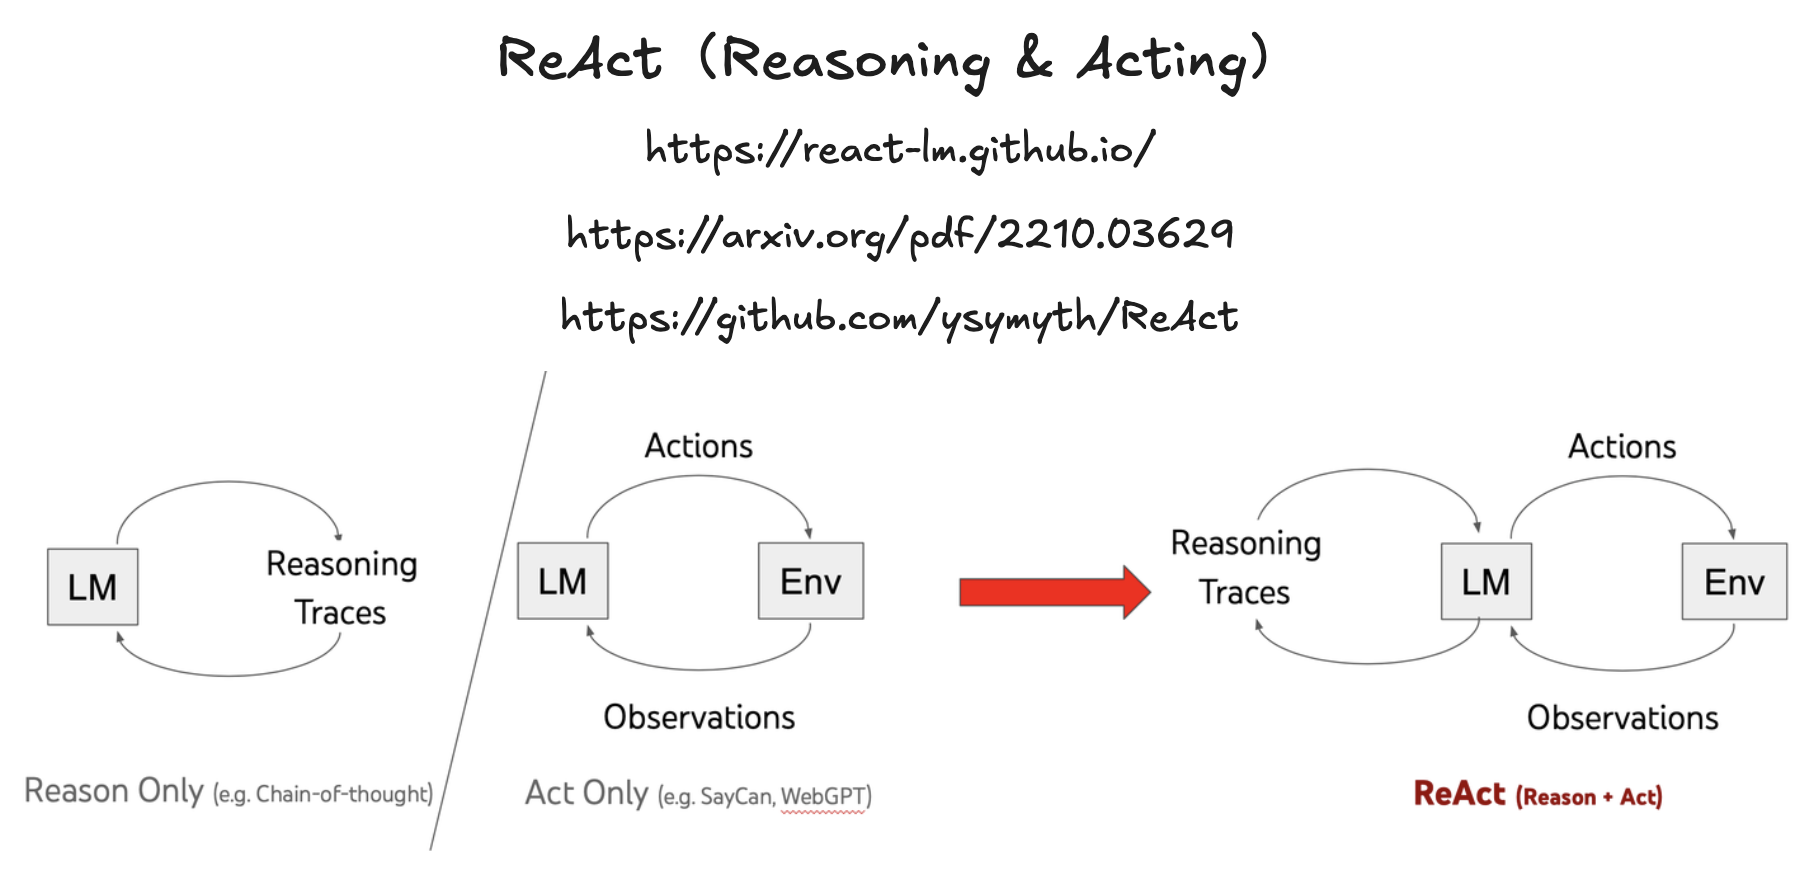 ReAct (Reasoning & Acting)
https://react-lm.github.io/
https://arxiv.org/pdf/2210.03629
https://github.com/ysymyth/ReAct
LM
Reasoning
Traces
Reason Only (e.g. Chain-of-thought)
Actions
LM
Env
Observations
Act Only (e.g. SayCan, WebGPT)
Reasoning
Traces
Actions
LM
Env
Observations
ReAct (Reason + Act)